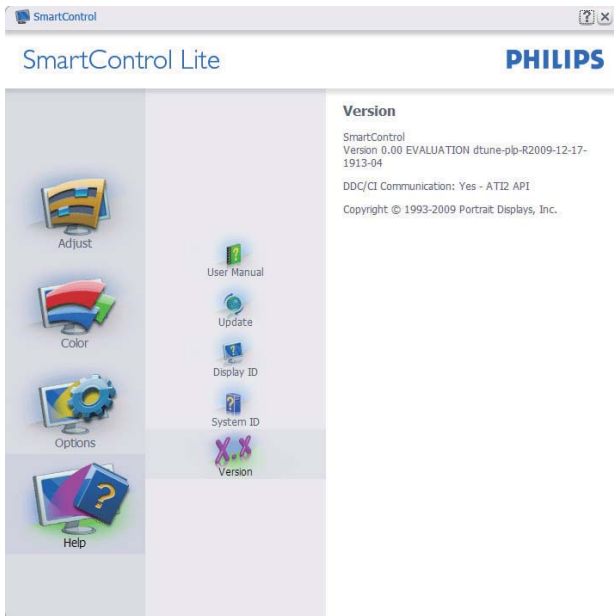 SmartControl
? X
SmartControl Lite
PHILIPS
Adjust
Color
Options
?
Help
?
User Manual
Update
?
Display ID
?
System ID
X.X
Version
Version
SmartControl
Version 0.00 EVALUATION dtune-plp-R2009-12-17-
1913-04
DDC/CI Communication: Yes - ATI2 API
Copyright © 1993-2009 Portrait Displays, Inc.